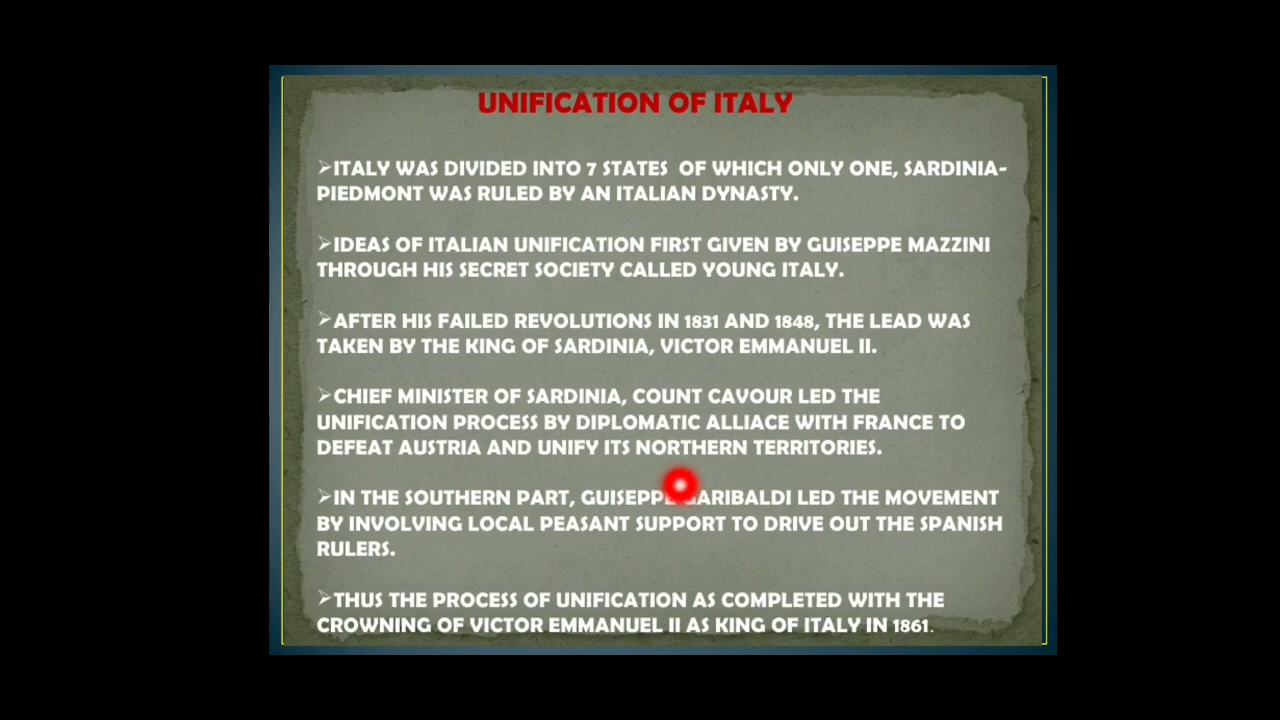 UNIFICATION OF ITALY
➢ITALY WAS DIVIDED INTO 7 STATES OF WHICH ONLY ONE, SARDINIA-
PIEDMONT WAS RULED BY AN ITALIAN DYNASTY.
➢IDEAS OF ITALIAN UNIFICATION FIRST GIVEN BY GUISEPPE MAZZINI
THROUGH HIS SECRET SOCIETY CALLED YOUNG ITALY.
➢AFTER HIS FAILED REVOLUTIONS IN 1831 AND 1848, THE LEAD WAS
TAKEN BY THE KING OF SARDINIA, VICTOR EMMANUEL II.
➢CHIEF MINISTER OF SARDINIA, COUNT CAVOUR LED THE
UNIFICATION PROCESS BY DIPLOMATIC ALLIACE WITH FRANCE TO
DEFEAT AUSTRIA AND UNIFY ITS NORTHERN TERRITORIES.
➢IN THE SOUTHERN PART, GUISEPPE GARIBALDI LED THE MOVEMENT
BY INVOLVING LOCAL PEASANT SUPPORT TO DRIVE OUT THE SPANISH
RULERS.
➢THUS THE PROCESS OF UNIFICATION AS COMPLETED WITH THE
CROWNING OF VICTOR EMMANUEL II AS KING OF ITALY IN 1861.